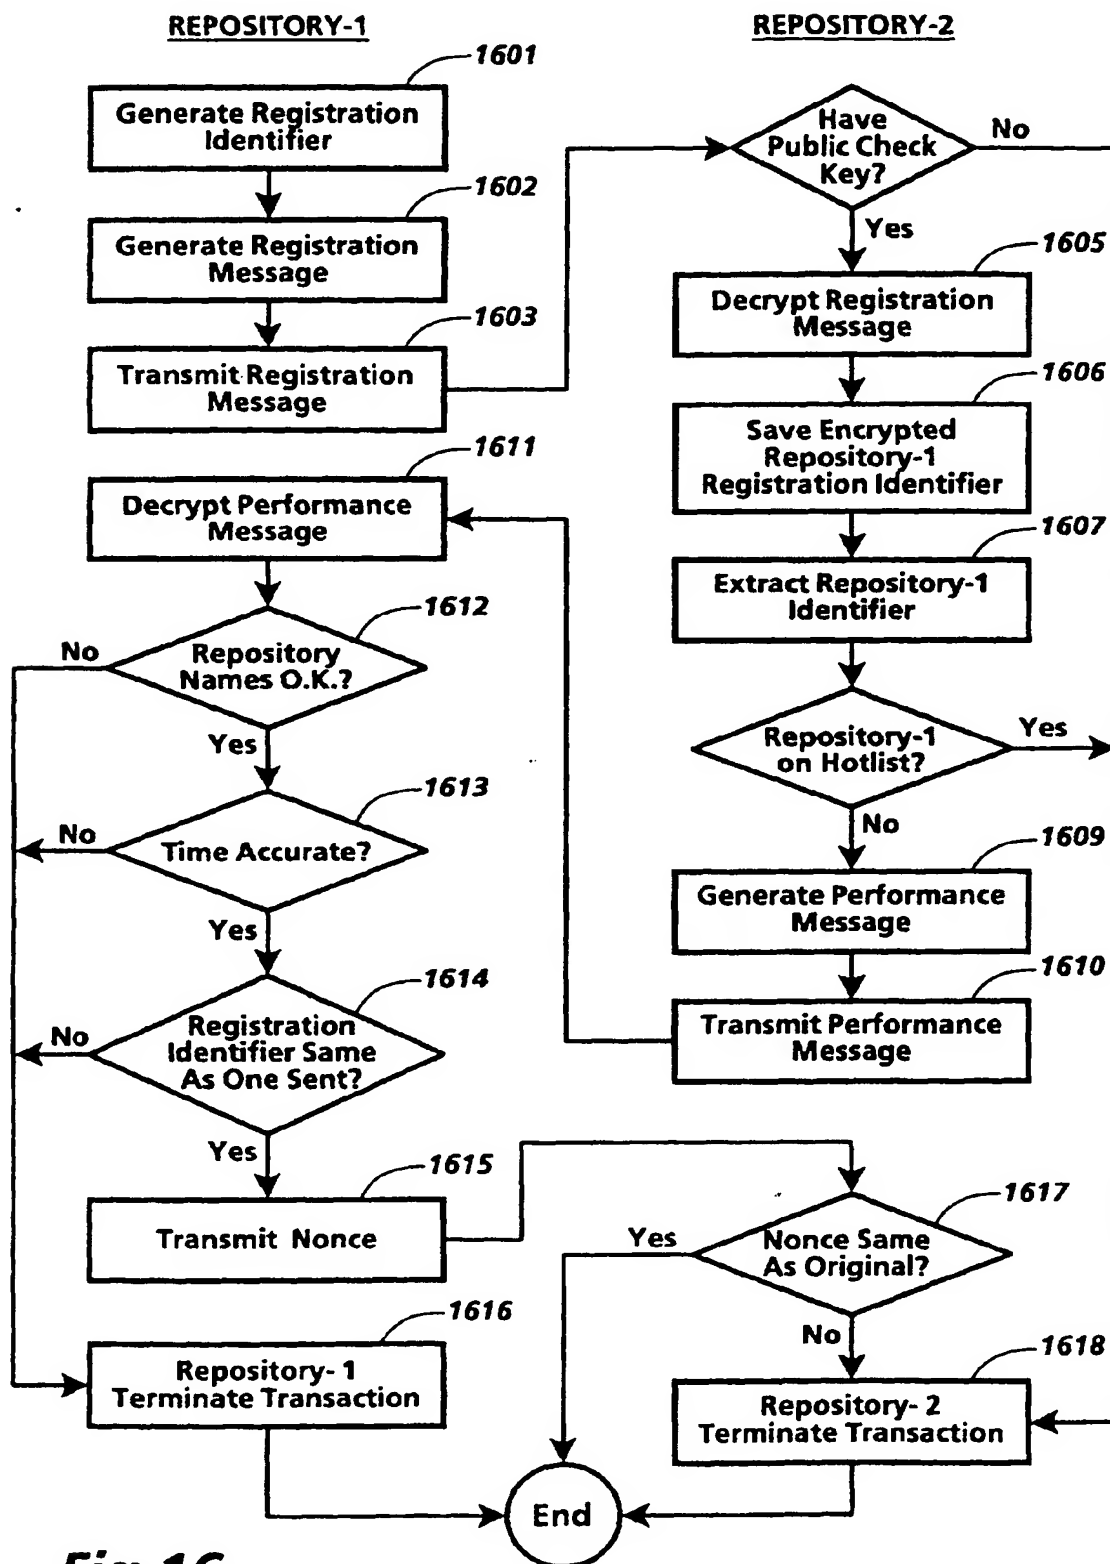 REPOSITORY-1
1601
Generate Registration
Identifier
1602
Generate Registration
Message
1603
Transmit Registration
Message
1611
Decrypt Performance
Message
1612
No
Repository
Names O.K.?
Yes
1613
No
Time Accurate?
Yes
1614
No
Registration
Identifier Same
As One Sent?
Yes
1615
Transmit Nonce
1616
Repository- 1
Terminate Transaction
REPOSITORY-2
Have
Public Check
Key?
No
Yes
1605
Decrypt Registration
Message
1606
Save Encrypted
Repository-1
Registration Identifier
1607
Extract Repository-1
Identifier
Repository-1
on Hotlist?
Yes
No
1609
Generate Performance
Message
1610
Transmit Performance
Message
1617
Yes
Nonce Same
As Original?
No
1618
Repository- 2
Terminate Transaction
End
Fig.16